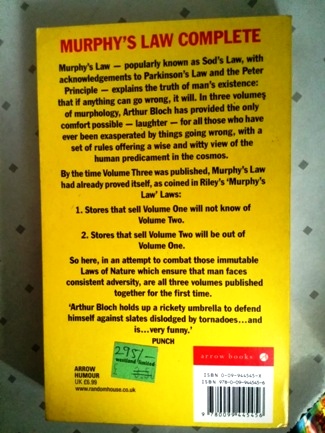 MURPHY'S LAW COMPLETE
Murphy's Law — popularly known as Sod's Law, with
acknowledgements to Parkinson's Law and the Peter
Principle — explains the truth of man's existence:
that if anything can go wrong, it will. In three volumes
of murphology, Arthur Bloch has provided the only
comfort possible — laughter — for all those who have
ever been exasperated by things going wrong, with a
set of rules offering a wise and witty view of the
human predicament in the cosmos.
By the time Volume Three was published, Murphy's Law
had already proved itself, as coined in Riley's 'Murphy's
Law' Laws:
1. Stores that sell Volume One will not know of
Volume Two.
2. Stores that sell Volume Two will be out of
Volume One.
So here, in an attempt to combat those immutable
Laws of Nature which ensure that man faces
consistent adversity, are all three volumes published
together for the first time.
'Arthur Bloch holds up a rickety umbrella to defend
himself against slates dislodged by tornadoes...and
is...very funny.'
PUNCH
295/-
westland limited
arrow books
ARROW
HUMOUR
UK £6.99
www.randomhouse.co.uk
ISBN 0-09-944545-8
ISBN 978-0-09-944545-6
9 780099 445456